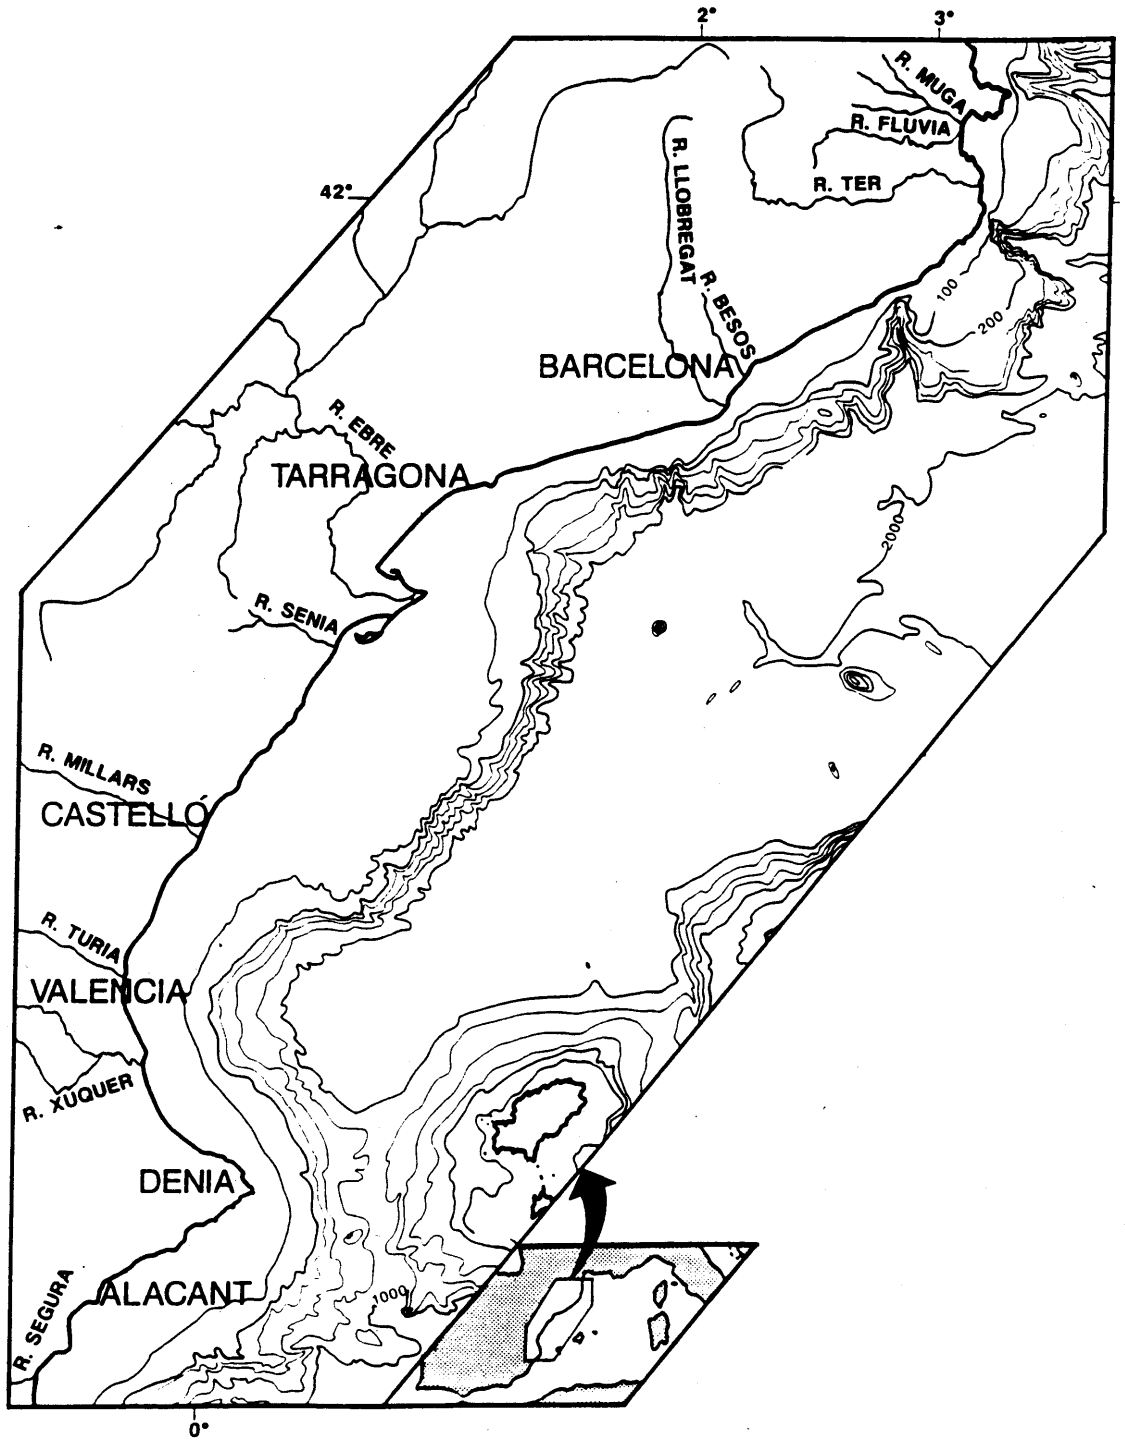 2°
3°
R. MUGA
R. FLUVIA
R. TER
42°
R. LLOBREGAT
R. BESOS
100
200
BARCELONA
R. EBRE
TARRAGONA
2000
R. SENIA
R. MILLARS
CASTELLÓ
R. TURIA
VALENCIA
R. XUQUER
DENIA
R. SEGURA
ALACANT
1000
0°